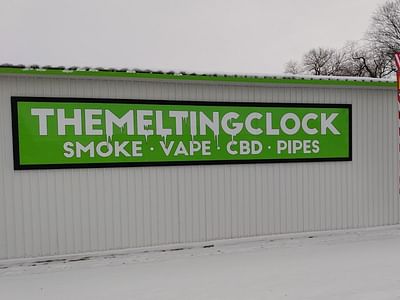 THEMELTINGCLOCK
SMOKE · VAPE · CBD · PIPES